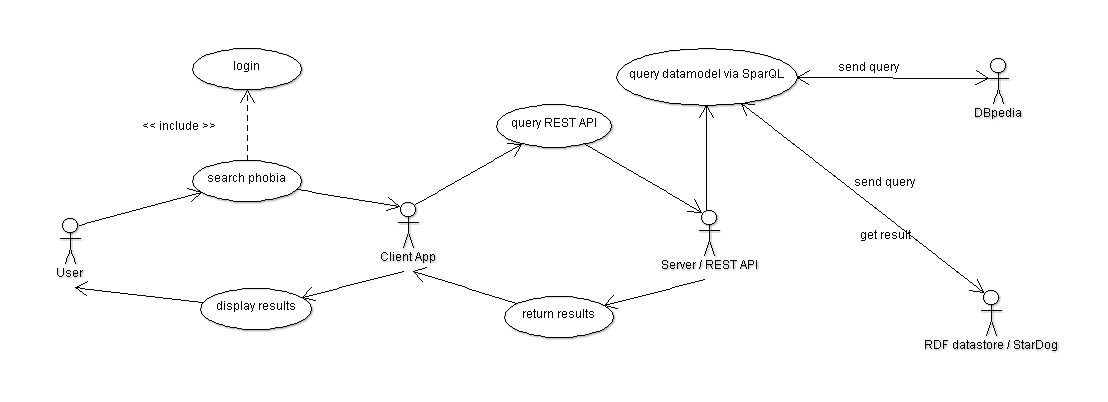 login
query datamodel via SparQL
send query
DBpedia
<< include >>
query REST API
search phobia
send query
get result
User
Client App
Server / REST API
display results
return results
RDF datastore / StarDog